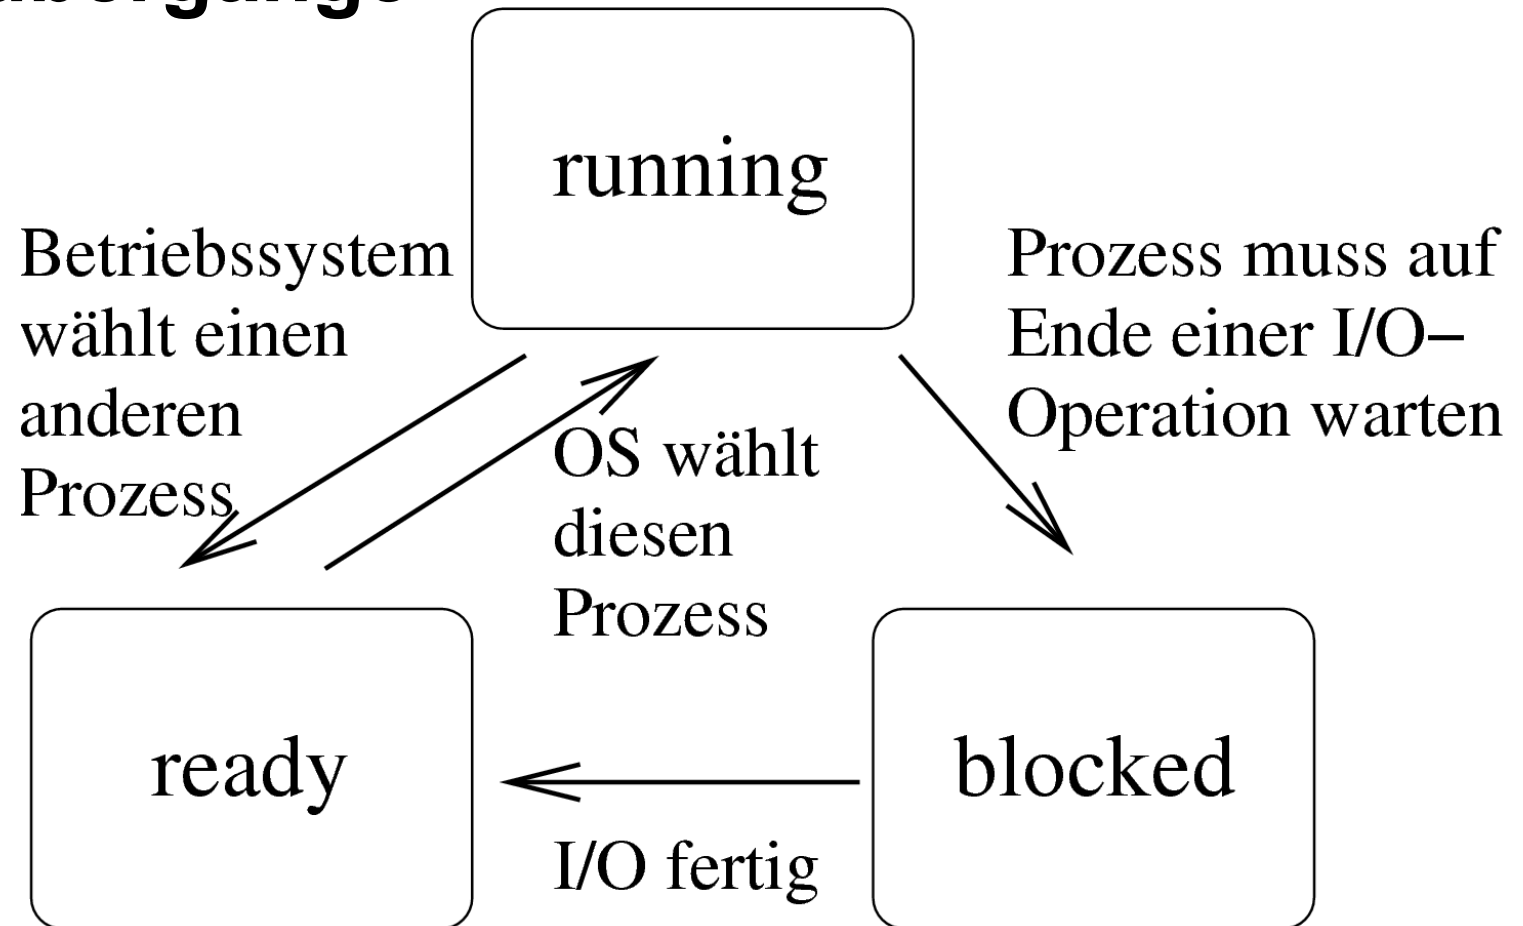 running
Betriebssystem
wählt einen
anderen
Prozess
Prozess muss auf
Ende einer I/O–
Operation warten
OS wählt
diesen
Prozess
ready
blocked
I/O fertig